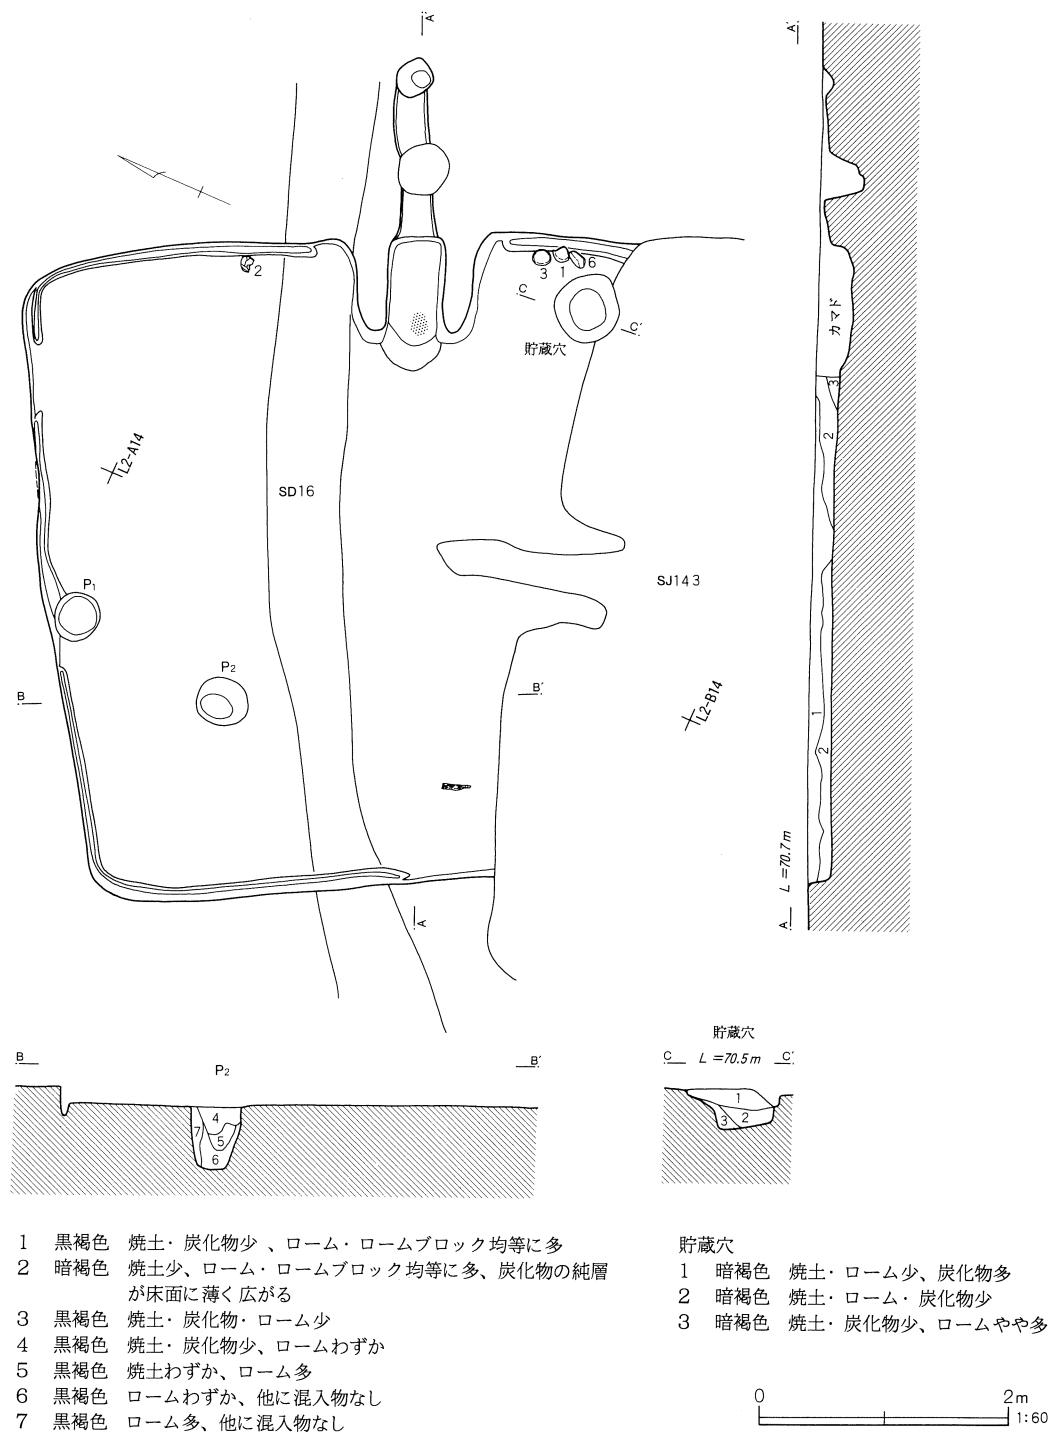 A′
A′
2
3
1
6
C
C′
貯蔵穴
カマド
3
L2-A14
2
SD16
P1
SJ143
P2
B
B′
L2-B14
1
2
L=70.7m
A
A
B
P2
B′
貯蔵穴
C L=70.5m C′
4
7
5
6
1
3
2
1 黒褐色 焼土・炭化物少、ローム・ロームブロック均等に多
2 暗褐色 焼土少、ローム・ロームブロック均等に多、炭化物の純層
が床面に薄く広がる
3 黒褐色 焼土・炭化物・ローム少
4 黒褐色 焼土・炭化物少、ロームわずか
5 黒褐色 焼土わずか、ローム多
6 黒褐色 ロームわずか、他に混入物なし
7 黒褐色 ローム多、他に混入物なし
貯蔵穴
1 暗褐色 焼土・ローム少、炭化物多
2 暗褐色 焼土・ローム・炭化物少
3 暗褐色 焼土・炭化物少、ロームやや多
0 2m
1:60